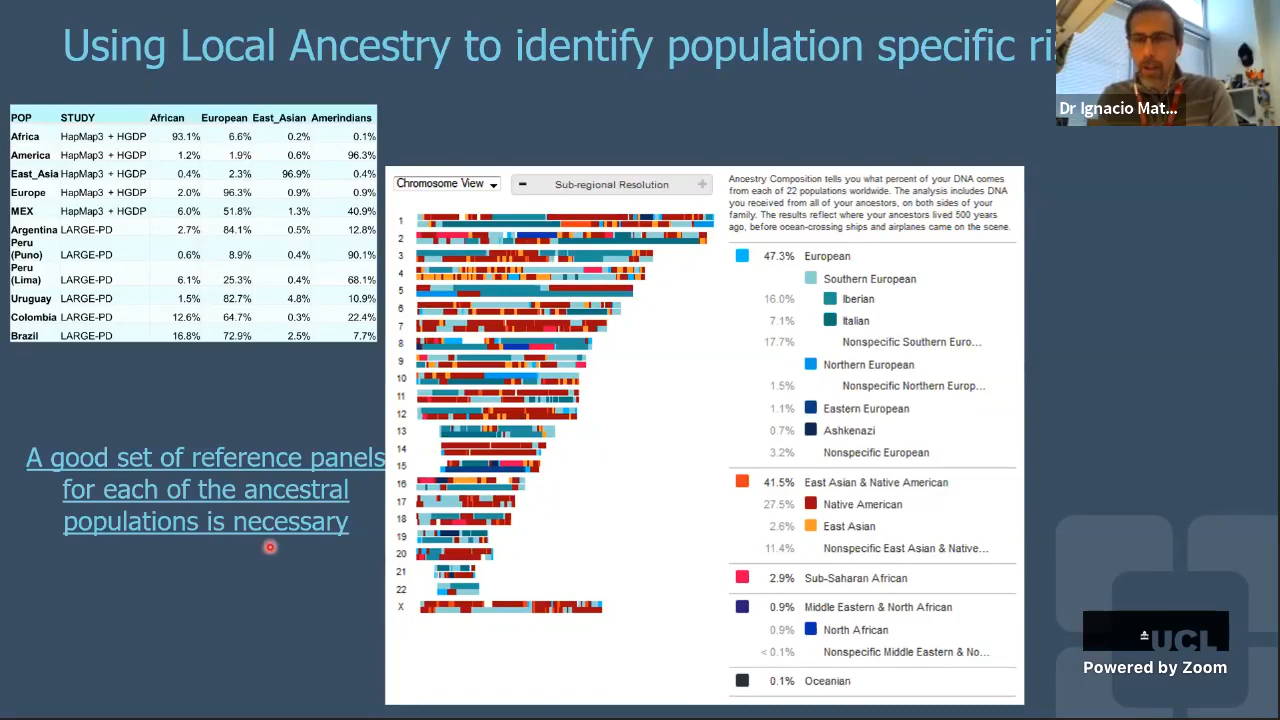 Using Local Ancestry to identify population specific ri
Dr Ignacio Mat...
POP STUDY African European East_Asian Amerindians
Africa HapMap3 + HGDP 93.1% 6.6% 0.2% 0.1%
America HapMap3 + HGDP 1.2% 1.9% 0.6% 96.3%
East_Asia HapMap3 + HGDP 0.4% 2.3% 96.9% 0.4%
Europe HapMap3 + HGDP 2.0% 96.3% 0.9% 0.9%
MEX HapMap3 + HGDP 6.0% 51.8% 1.3% 40.9%
Argentina LARGE-PD 2.7% 84.1% 0.5% 12.8%
Peru
(Puno) LARGE-PD 0.6% 8.9% 0.4% 90.1%
Peru
(Lima) LARGE-PD 6.1% 25.3% 0.4% 68.1%
Uruguay LARGE-PD 1.5% 82.7% 4.8% 10.9%
Colombia LARGE-PD 12.6% 64.7% 0.3% 22.4%
Brazil LARGE-PD 16.8% 72.9% 2.5% 7.7%
A good set of reference panels
for each of the ancestral
populations is necessary
Chromosome View
Sub-regional Resolution
1
2
3
4
5
6
7
8
9
10
11
12
13
14
15
16
17
18
19
20
21
22
X
Ancestry Composition tells you what percent of your DNA comes
from each of 22 populations worldwide. The analysis includes DNA
you received from all of your ancestors, on both sides of your
family. The results reflect where your ancestors lived 500 years
ago, before ocean-crossing ships and airplanes came on the scene.
47.3% European
Southern European
16.0% Iberian
7.1% Italian
17.7% Nonspecific Southern Euro...
Northern European
1.5% Nonspecific Northern Europ...
1.1% Eastern European
0.7% Ashkenazi
3.2% Nonspecific European
41.5% East Asian & Native American
27.5% Native American
2.6% East Asian
11.4% Nonspecific East Asian & Native...
2.9% Sub-Saharan African
0.9% Middle Eastern & North African
0.9% North African
< 0.1% Nonspecific Middle Eastern & No...
0.1% Oceanian
UCL
Powered by Zoom